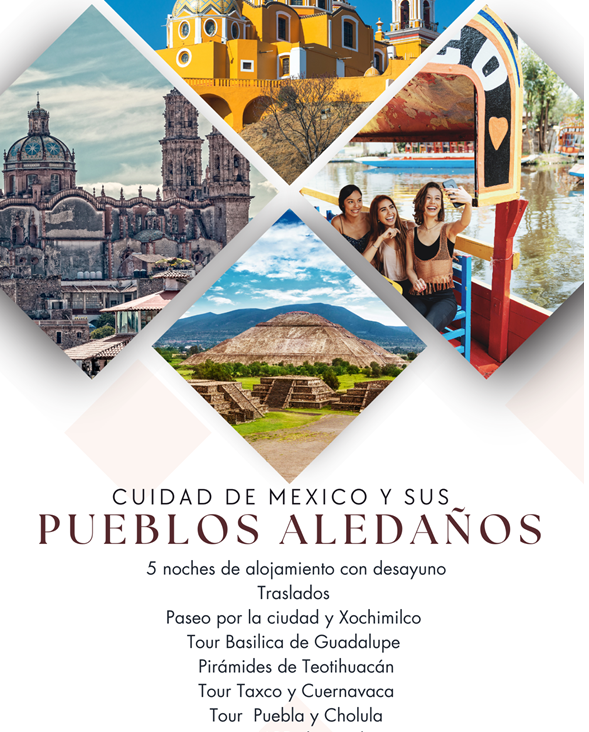 CUIDAD DE MEXICO Y SUS
PUEBLOS ALEDAÑOS
5 noches de alojamiento con desayuno
Traslados
Paseo por la ciudad y Xochimilco
Tour Basilica de Guadalupe
Pirámides de Teotihuacán
Tour Taxco y Cuernavaca
Tour  Puebla y Cholula